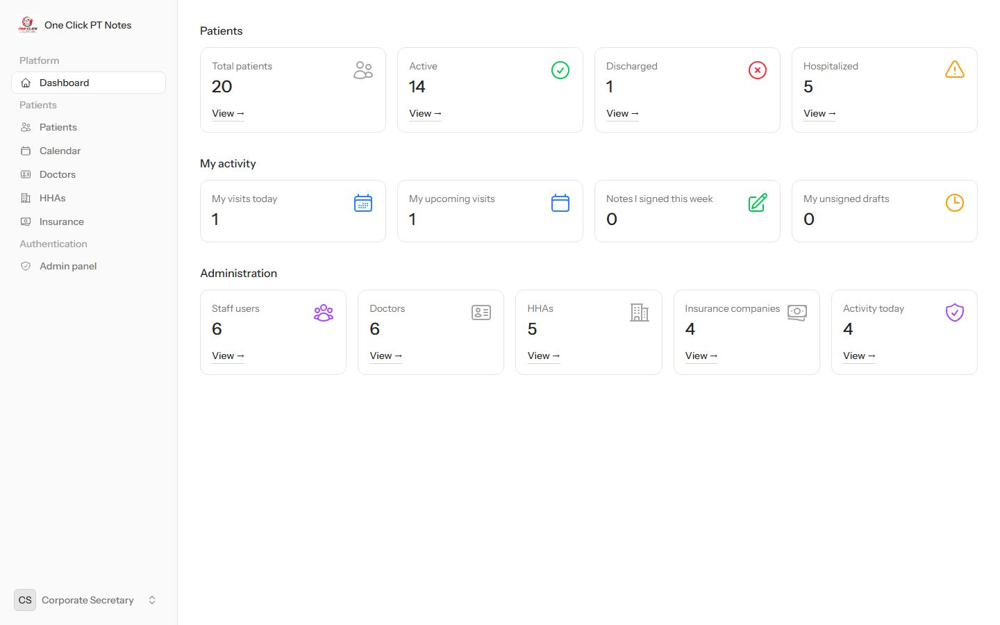 One Click PT Notes
Platform
Dashboard
Patients
Patients
Calendar
Doctors
HHAs
Insurance
Authentication
Admin panel
CS Corporate Secretary
Patients
Total patients
20
View →
Active
14
View →
Discharged
1
View →
Hospitalized
5
View →
My activity
My visits today
1
My upcoming visits
1
Notes I signed this week
0
My unsigned drafts
0
Administration
Staff users
6
View →
Doctors
6
View →
HHAs
5
View →
Insurance companies
4
View →
Activity today
4
View →